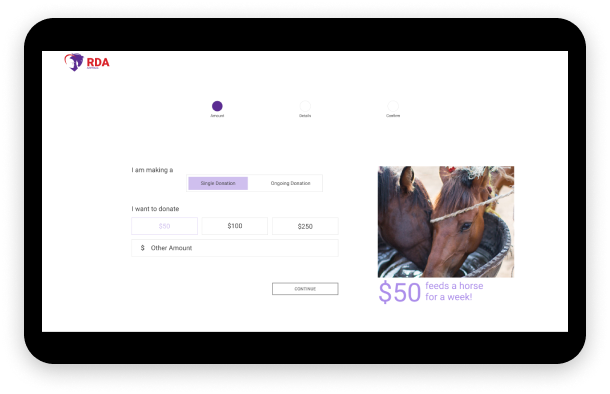 RDA
Amount
Details
Confirm
I am making a
Single Donation
Ongoing Donation
I want to donate
$50
$100
$250
$ Other Amount
CONTINUE
$50 feeds a horse
for a week!